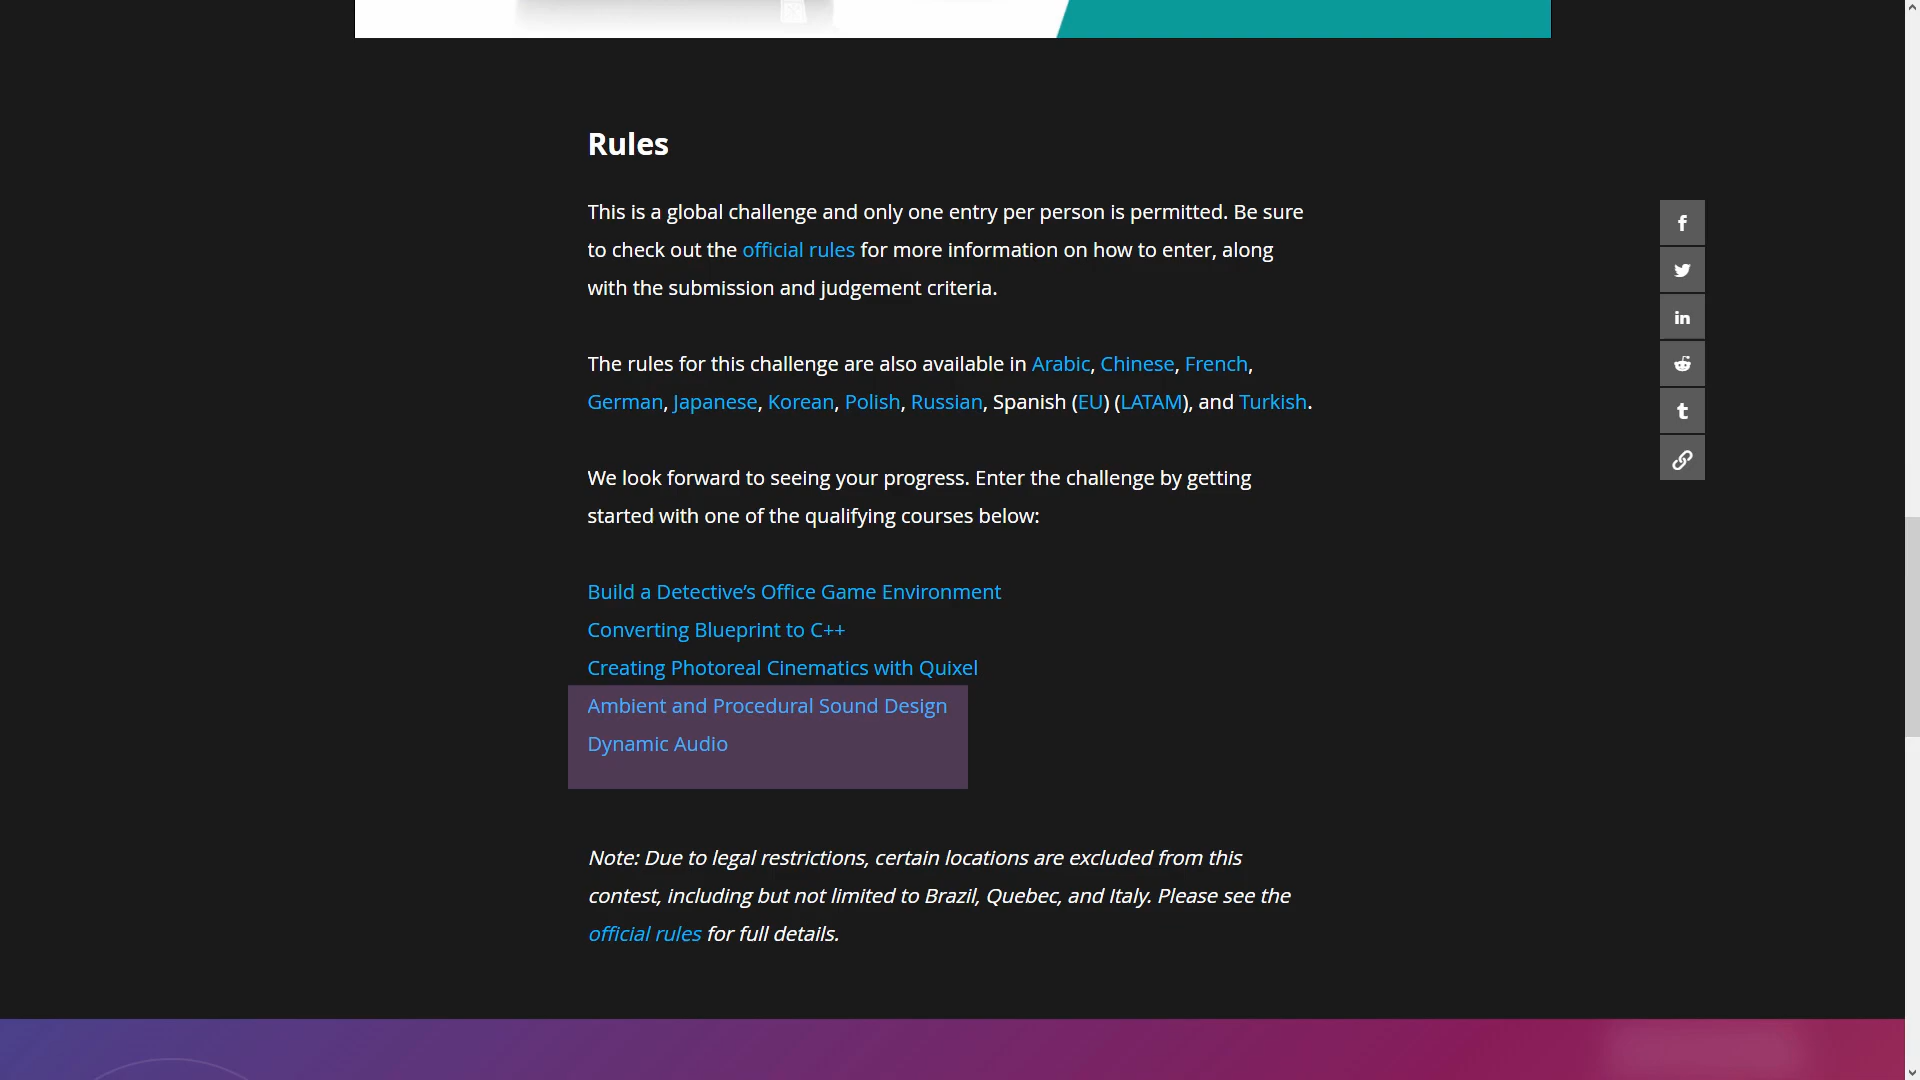 Rules
This is a global challenge and only one entry per person is permitted. Be sure
to check out the official rules for more information on how to enter, along
with the submission and judgement criteria.
The rules for this challenge are also available in Arabic, Chinese, French,
German, Japanese, Korean, Polish, Russian, Spanish (EU) (LATAM), and Turkish.
We look forward to seeing your progress. Enter the challenge by getting
started with one of the qualifying courses below:
Build a Detective’s Office Game Environment
Converting Blueprint to C++
Creating Photoreal Cinematics with Quixel
Ambient and Procedural Sound Design
Dynamic Audio
Note: Due to legal restrictions, certain locations are excluded from this
contest, including but not limited to Brazil, Quebec, and Italy. Please see the
official rules for full details.